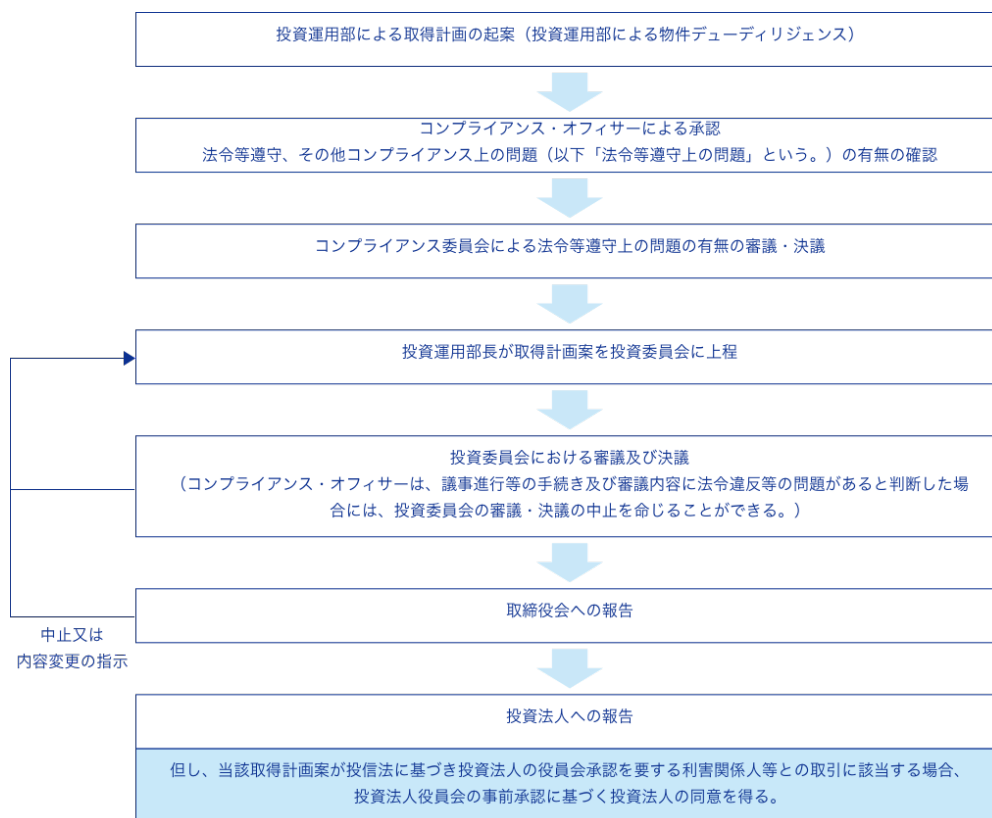 投資運用部による取得計画の起案（投資運用部による物件デューディリジェンス）
コンプライアンス・オフィサーによる承認
法令等遵守、その他コンプライアンス上の問題（以下「法令等遵守上の問題」という。）の有無の確認
コンプライアンス委員会による法令等遵守上の問題の有無の審議・決議
投資運用部長が取得計画案を投資委員会に上程
投資委員会における審議及び決議
（コンプライアンス・オフィサーは、議事進行等の手続き及び審議内容に法令違反等の問題があると判断した場
合には、投資委員会の審議・決議の中止を命じることができる。）
取締役会への報告
中止又は
内容変更の指示
投資法人への報告
但し、当該取得計画案が投信法に基づき投資法人の役員会承認を要する利害関係人等との取引に該当する場合、
投資法人役員会の事前承認に基づく投資法人の同意を得る。